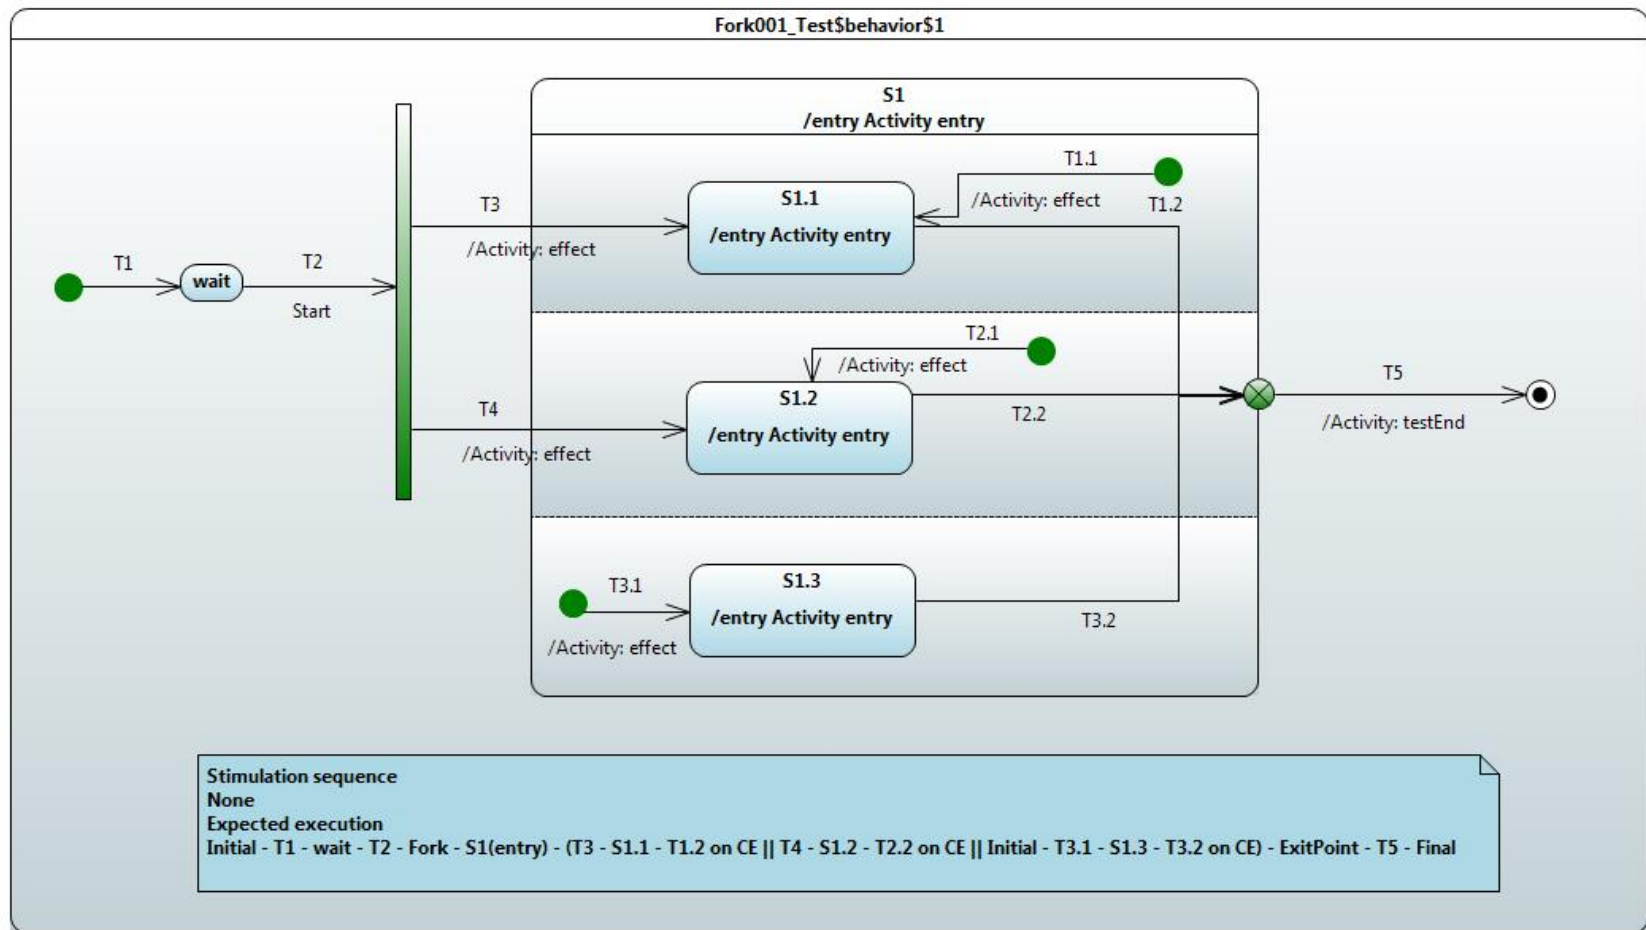 Fork001_Test$behavior$1
S1
/entry Activity entry
T1.1
/Activity: effect
T1.2
S1.1
/entry Activity entry
T3
/Activity: effect
T1
wait
T2
Start
T2.1
/Activity: effect
S1.2
/entry Activity entry
T2.2
T4
/Activity: effect
T5
/Activity: testEnd
T3.1
/Activity: effect
S1.3
/entry Activity entry
T3.2
Stimulation sequence
None
Expected execution
Initial - T1 - wait - T2 - Fork - S1(entry) - (T3 - S1.1 - T1.2 on CE || T4 - S1.2 - T2.2 on CE || Initial - T3.1 - S1.3 - T3.2 on CE) - ExitPoint - T5 - Final